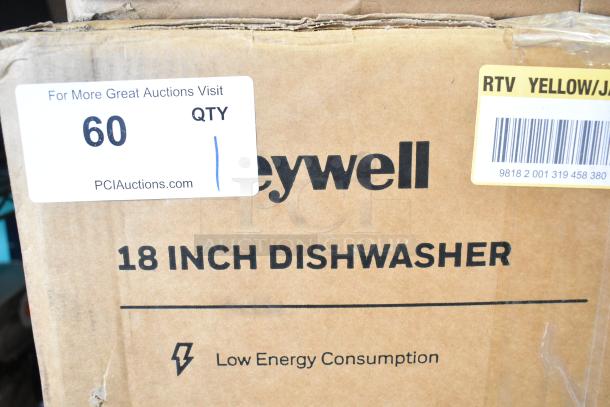 For More Great Auctions Visit
60
QTY
|
PCIAuctions.com
RTV YELLOW/JA
9818 2 001 319 458 380
eywell
PCI
18 INCH DISHWASHER
Low Energy Consumption